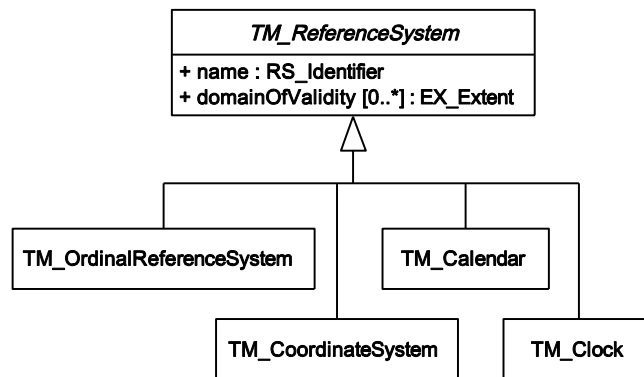 TM_ReferenceSystem
+ name : RS_Identifier
+ domainOfValidity [0..*] : EX_Extent
TM_OrdinalReferenceSystem
TM_Calendar
TM_CoordinateSystem
TM_Clock